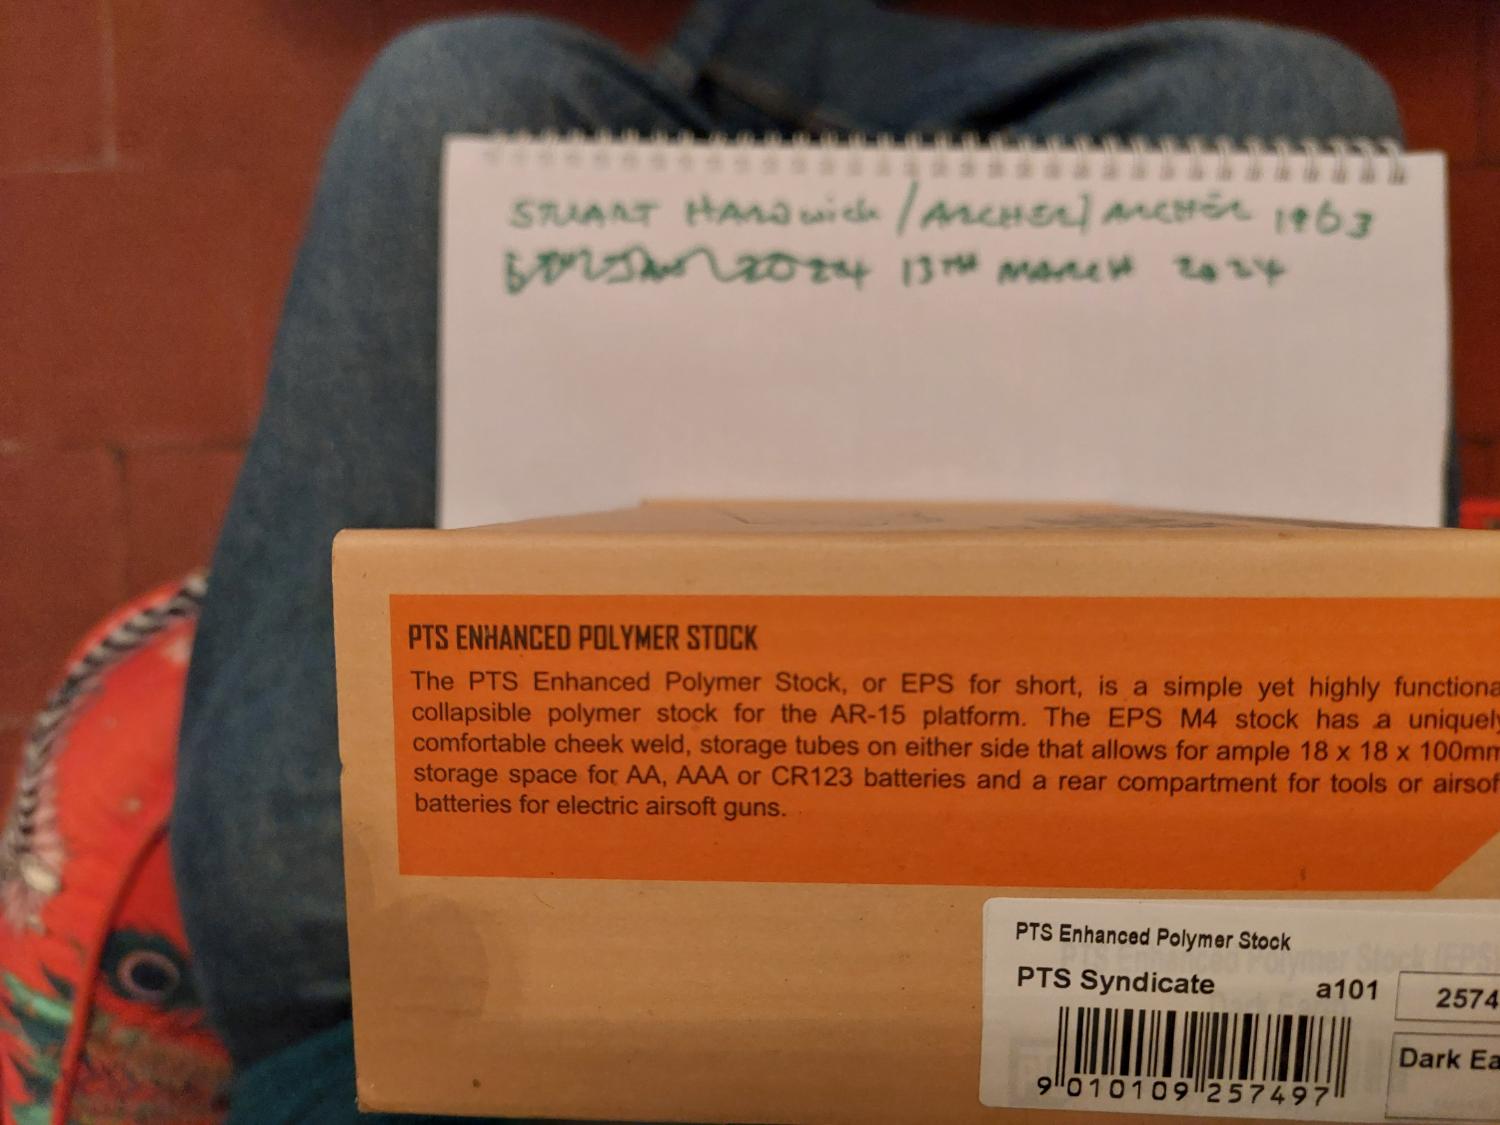 STUART HARDwich / ARCHER] ARCHER 1963
2024 13TH MARCH 2024
PTS ENHANCED POLYMER STOCK
The PTS Enhanced Polymer Stock, or EPS for short, is a simple yet highly functiona
collapsible polymer stock for the AR-15 platform. The EPS M4 stock has a uniquely
comfortable cheek weld, storage tubes on either side that allows for ample 18 x 18 x 100mm
storage space for AA, AAA or CR123 batteries and a rear compartment for tools or airsof
batteries for electric airsoft guns.
PTS Enhanced Polymer Stock
PTS Syndicate a101 2574
Dark Ea
9 010109 257497